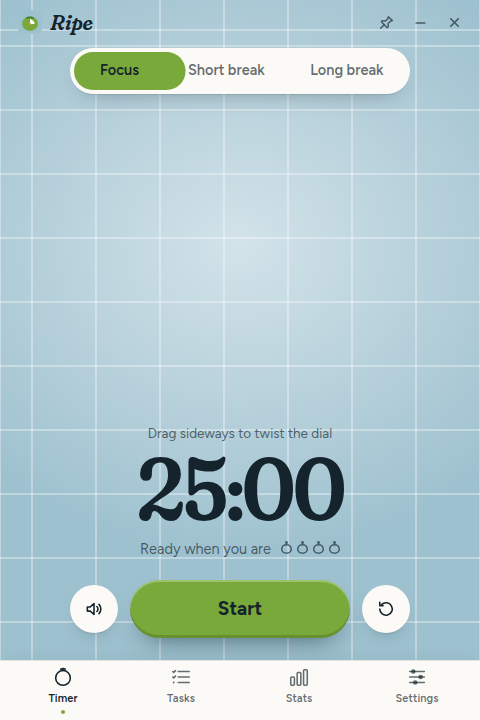 Ripe
Focus
Short break
Long break
Drag sideways to twist the dial
25:00
Ready when you are
Start
Timer
Tasks
Stats
Settings